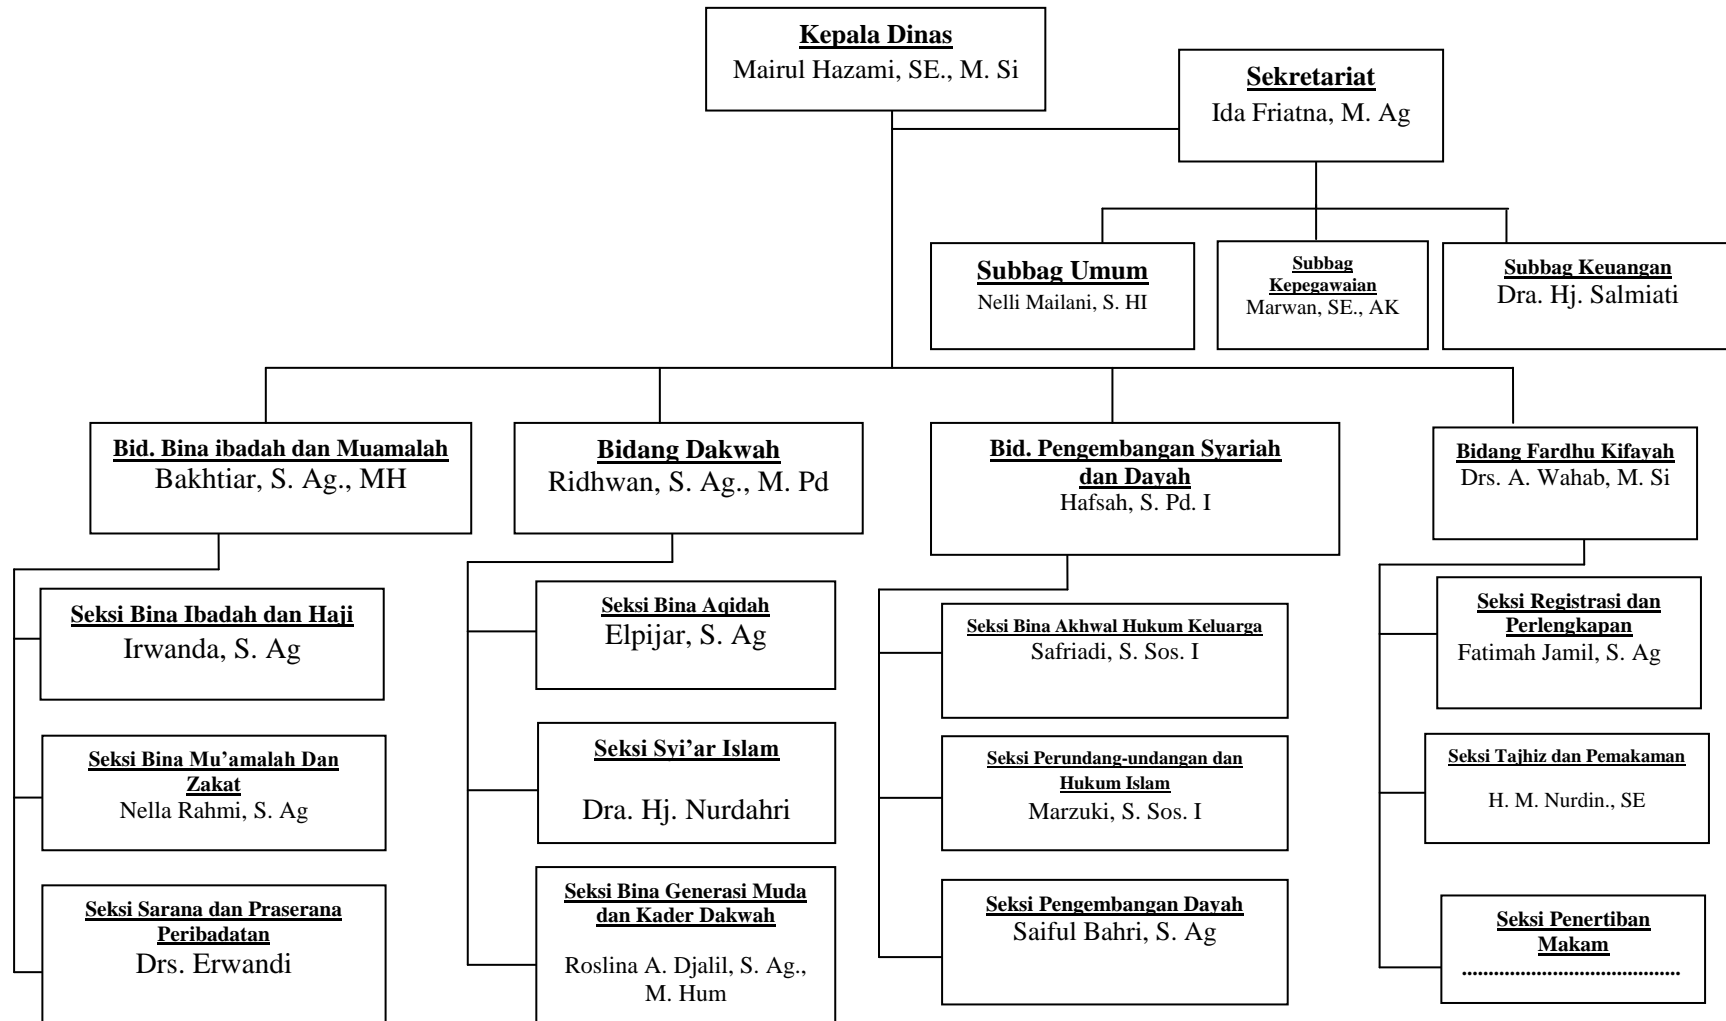 Kepala Dinas
Mairul Hazami, SE., M. Si
Sekretariat
Ida Friatna, M. Ag
Subbag Umum
Nelli Mailani, S. HI
Subbag
Kepegawaian
Marwan, SE., AK
Subbag Keuangan
Dra. Hj. Salmiati
Bid. Bina ibadah dan Muamalah
Bakhtiar, S. Ag., MH
Bidang Dakwah
Ridhwan, S. Ag., M. Pd
Bid. Pengembangan Syariah
dan Dayah
Hafsah, S. Pd. I
Bidang Fardhu Kifayah
Drs. A. Wahab, M. Si
Seksi Bina Ibadah dan Haji
Irwanda, S. Ag
Seksi Bina Mu’amalah Dan
Zakat
Nella Rahmi, S. Ag
Seksi Sarana dan Praserana
Peribadatan
Drs. Erwandi
Seksi Bina Aqidah
Elpijar, S. Ag
Seksi Syi’ar Islam
Dra. Hj. Nurdahri
Seksi Bina Generasi Muda
dan Kader Dakwah
Roslina A. Djalil, S. Ag.,
M. Hum
Seksi Bina Akhwal Hukum Keluarga
Safriadi, S. Sos. I
Seksi Perundang-undangan dan
Hukum Islam
Marzuki, S. Sos. I
Seksi Pengembangan Dayah
Saiful Bahri, S. Ag
Seksi Registrasi dan
Perlengkapan
Fatimah Jamil, S. Ag
Seksi Tajhiz dan Pemakaman
H. M. Nurdin., SE
Seksi Penertiban
Makam
.........................................